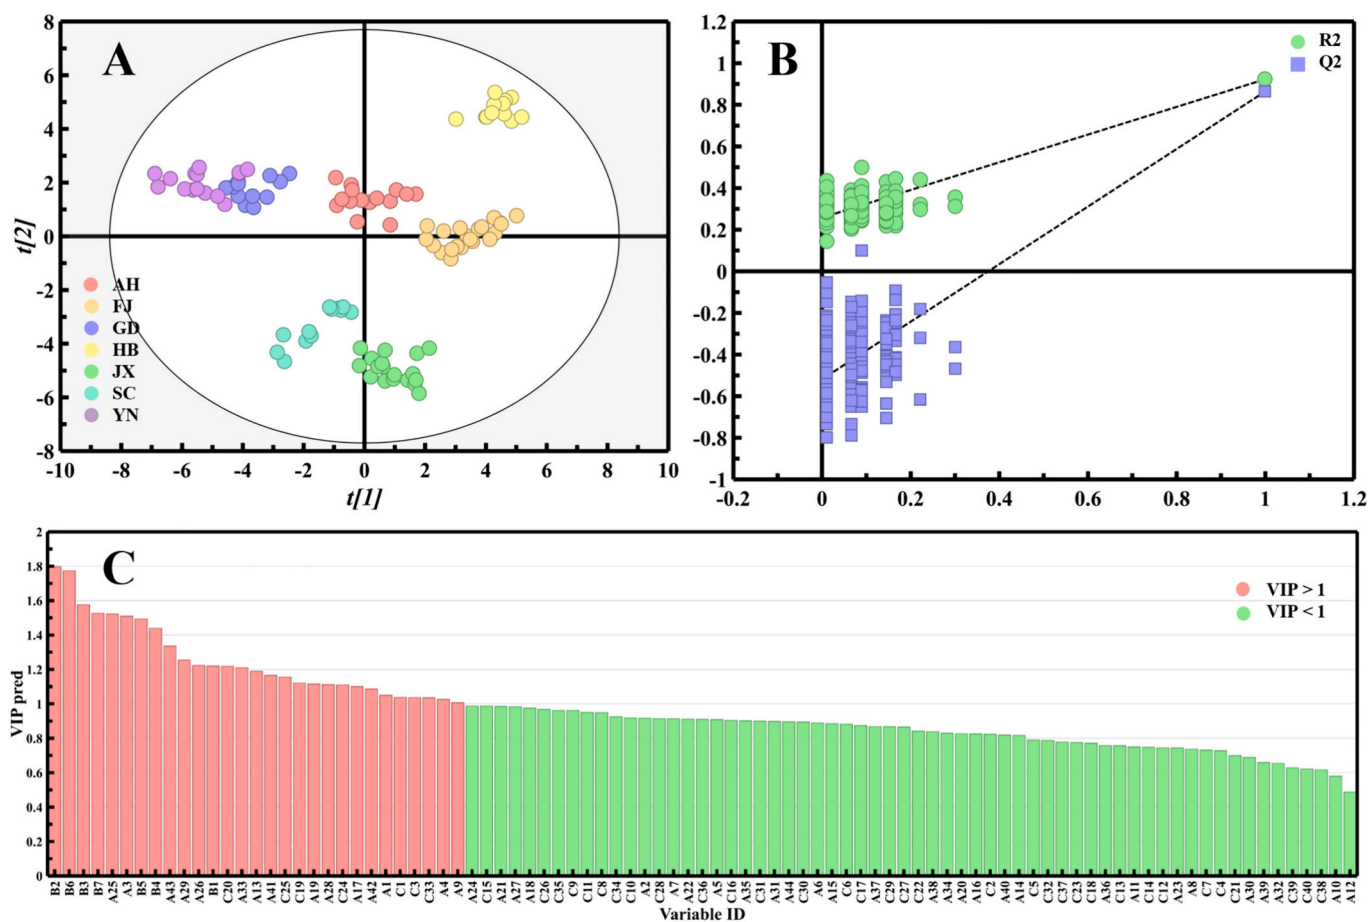 A
8
6
4
2
0
-2
-4
-6
-8
t[2]
AH
FJ
GD
HB
JX
SC
YN
-10 -8 -6 -4 -2 0 2 4 6 8 10
t[1]
B
R2
Q2
1.2
1
0.8
0.6
0.4
0.2
0
-0.2
-0.4
-0.6
-0.8
-1
-0.2 0 0.2 0.4 0.6 0.8 1 1.2
C
VIP > 1
VIP < 1
2
1.8
1.6
1.4
1.2
1
0.8
0.6
0.4
0.2
0
VIP pred
B2 B6 B3 B7 A25 A3 B5 B4 A43 A29 A26 B1 C20 A33 A13 A41 C25 C19 A19 A28 C24 A17 A42 A1 C1 C3 C33 A4 A9 A24 C15 A21 A27 A18 C26 C35 C9 C11 C8 C34 C10 A2 C28 A7 A22 C36 A5 C16 A35 C31 A31 A44 C30 A6 A15 C6 C17 A37 C29 C27 C22 A38 A34 A20 A16 C2 A40 A14 C5 C32 C37 C23 C18 A36 C13 A11 C14 C12 A23 A8 C7 C4 C21 A30 A39 A32 C39 C40 C38 A10 A12
Variable ID